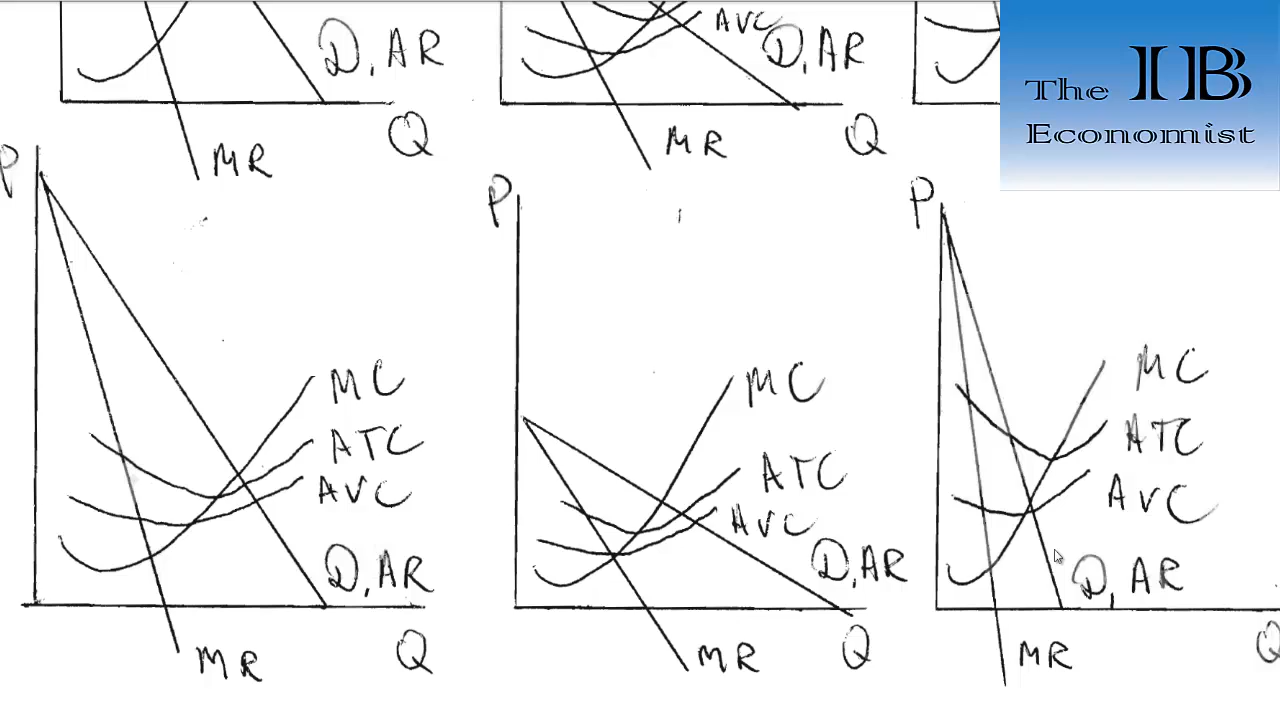 D, AR
Q
MR
AVC
D, AR
Q
MR
The IB
Economist
P
MC
ATC
AVC
D, AR
Q
MR
P
MC
ATC
AVC
D, AR
Q
MR
P
MC
ATC
AVC
D, AR
Q
MR